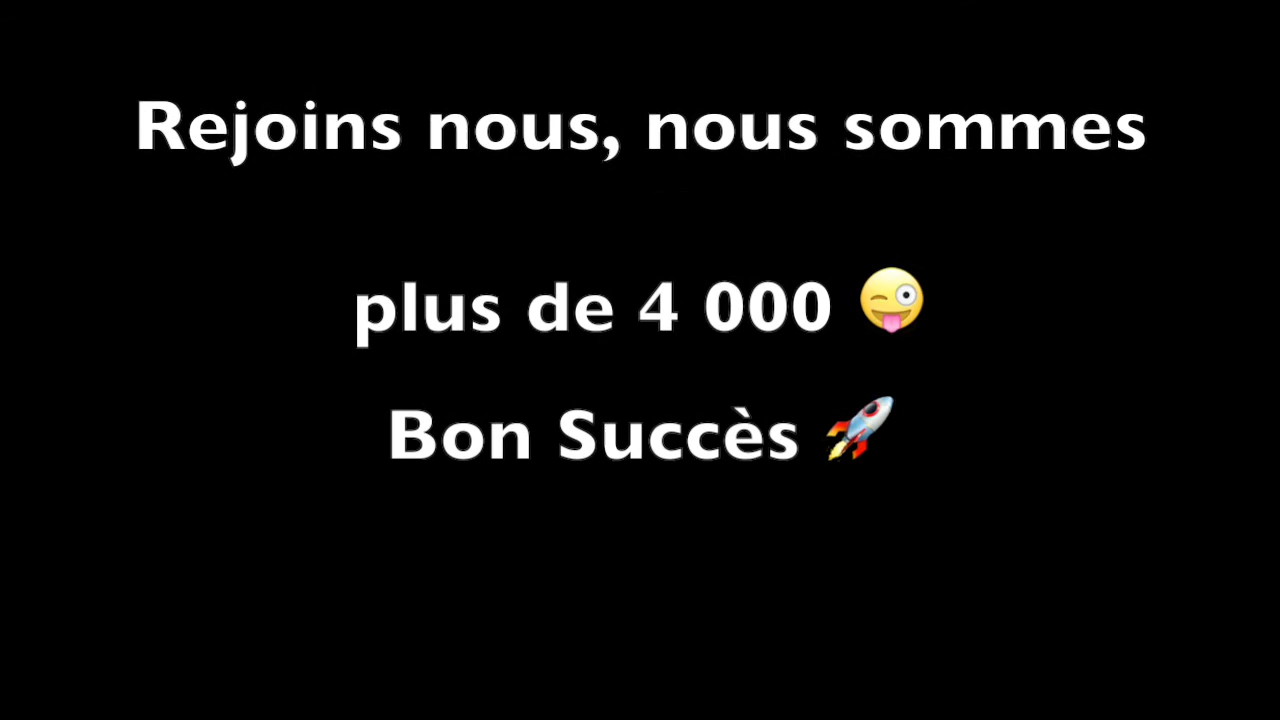 Rejoins nous, nous sommes
plus de 4 000 😜
Bon Succès 🚀